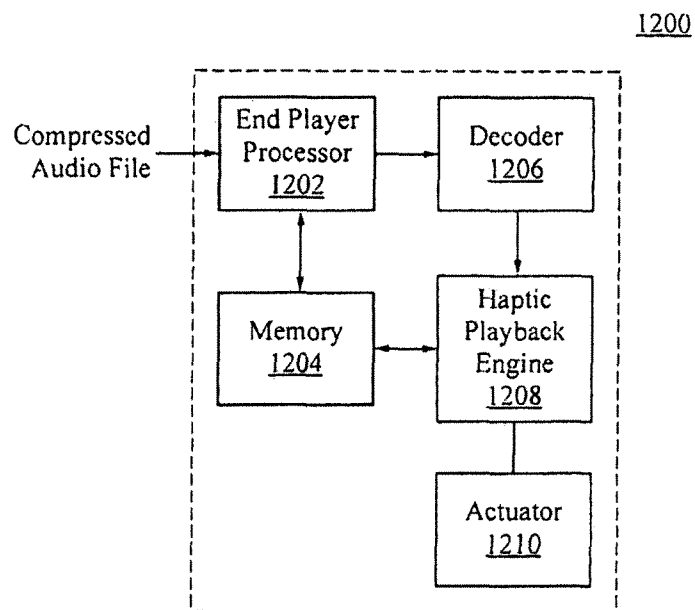 1200
Compressed
Audio File
End Player
Processor
1202
Decoder
1206
Memory
1204
Haptic
Playback
Engine
1208
Actuator
1210